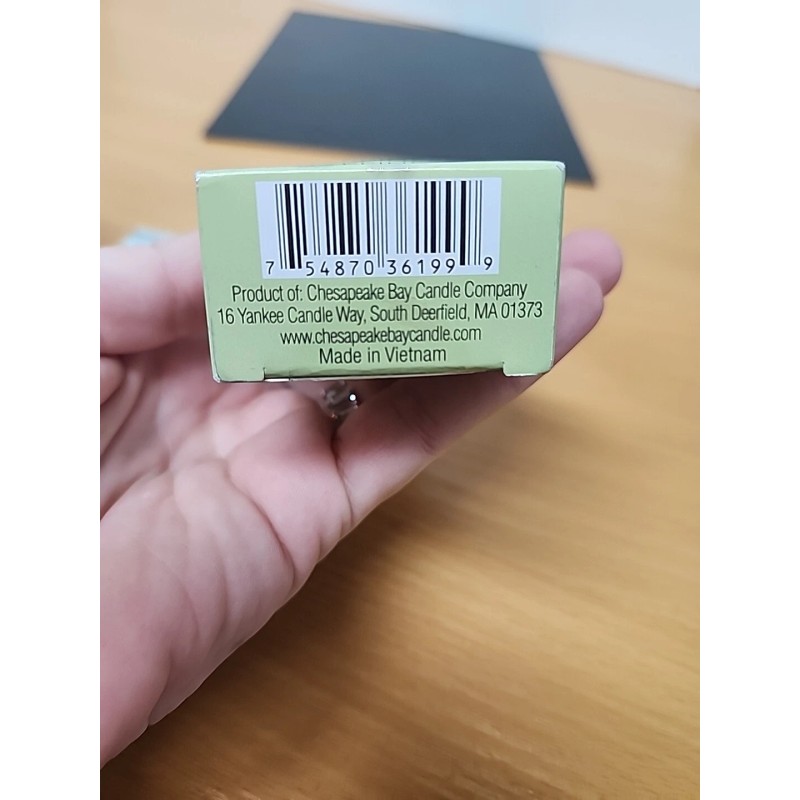 7 54870 36199 9
Product of: Chesapeake Bay Candle Company
16 Yankee Candle Way, South Deerfield, MA 01373
www.chesapeakebaycandle.com
Made in Vietnam